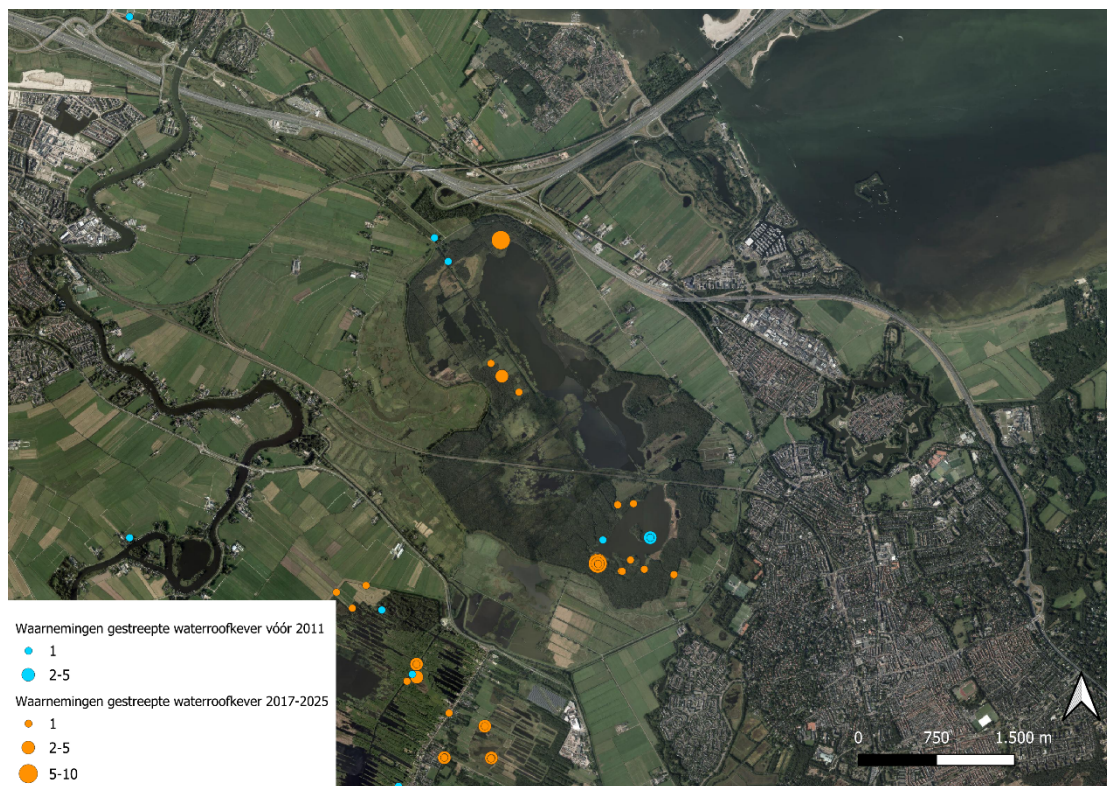 Waarnemingen gestreepte waterroofkever vóór 2011
1
2-5
Waarnemingen gestreepte waterroofkever 2017-2025
1
2-5
5-10
0 750 1.500 m